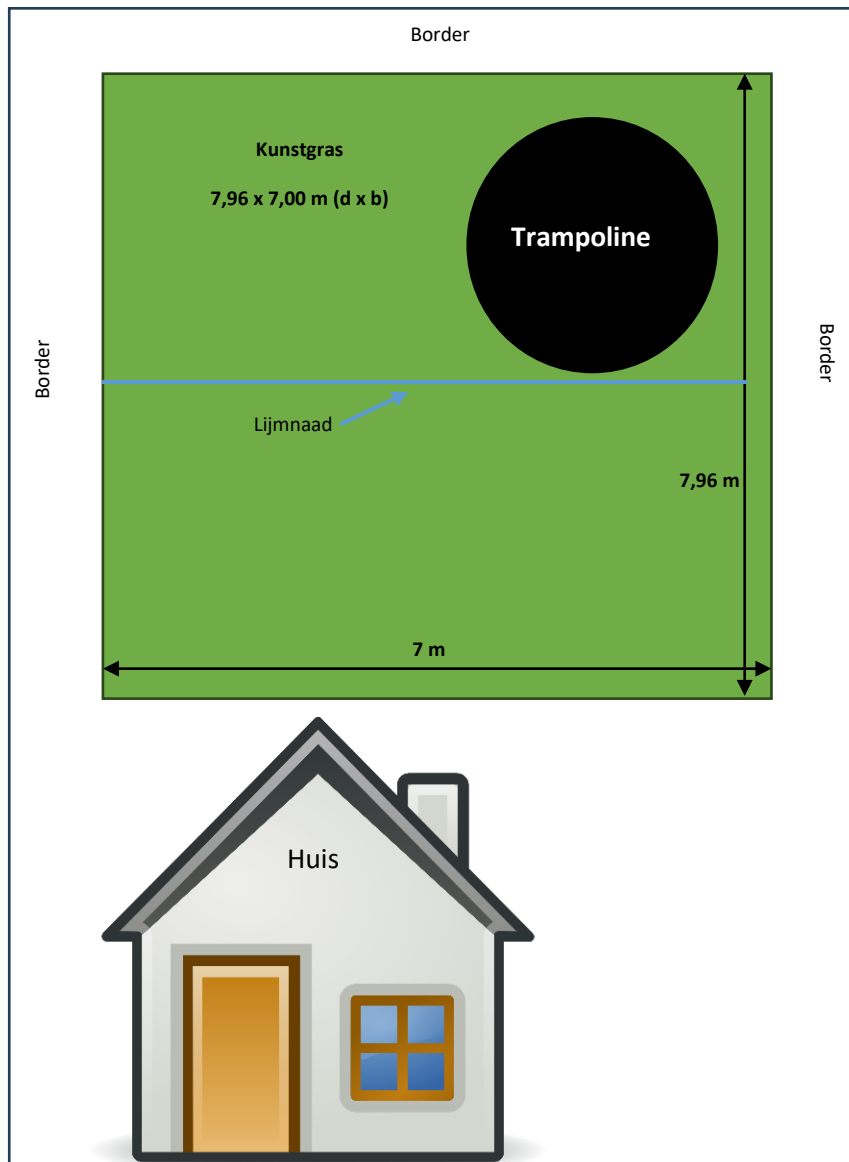 Border
Kunstgras
7,96 x 7,00 m (d x b)
Trampoline
Border
Border
Lijmnaad
7,96 m
7 m
Huis